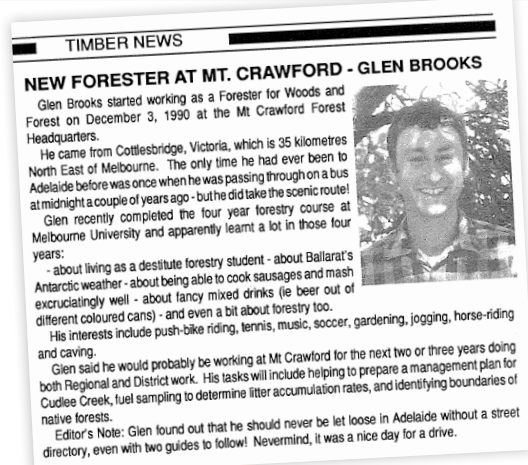 TIMBER NEWS
NEW FORESTER AT MT. CRAWFORD - GLEN BROOKS
Glen Brooks started working as a Forester for Woods and
Forest on December 3, 1990 at the Mt Crawford Forest
Headquarters.
He came from Cottlesbridge, Victoria, which is 35 kilometres
North East of Melbourne. The only time he had ever been to
Adelaide before was once when he was passing through on a bus
at midnight a couple of years ago - but he did take the scenic route!
Glen recently completed the four year forestry course at
Melbourne University and apparently learnt a lot in those four
years:
- about living as a destitute forestry student - about Ballarat's
Antarctic weather - about being able to cook sausages and mash
excruciatingly well - about fancy mixed drinks (ie beer out of
different coloured cans) - and even a bit about forestry too.
His interests include push-bike riding, tennis, music, soccer, gardening, jogging, horse-riding
and caving.
Glen said he would probably be working at Mt Crawford for the next two or three years doing
both Regional and District work. His tasks will include helping to prepare a management plan for
Cudlee Creek, fuel sampling to determine litter accumulation rates, and identifying boundaries of
native forests.
Editor's Note: Glen found out that he should never be let loose in Adelaide without a street
directory, even with two guides to follow! Nevermind, it was a nice day for a drive.